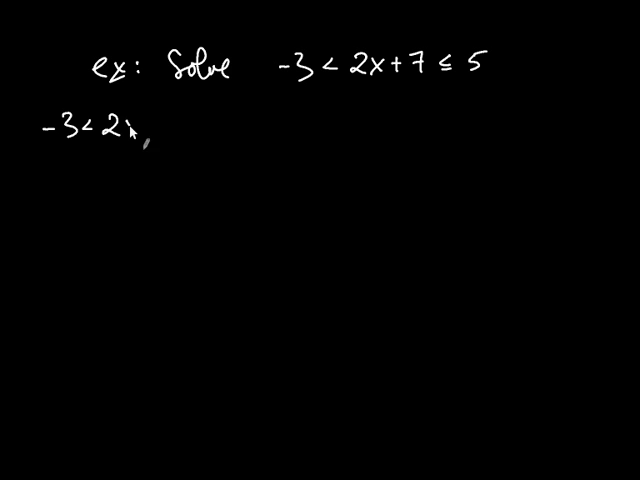 ex: Solve -3 < 2x + 7 ≤ 5
-3 < 2